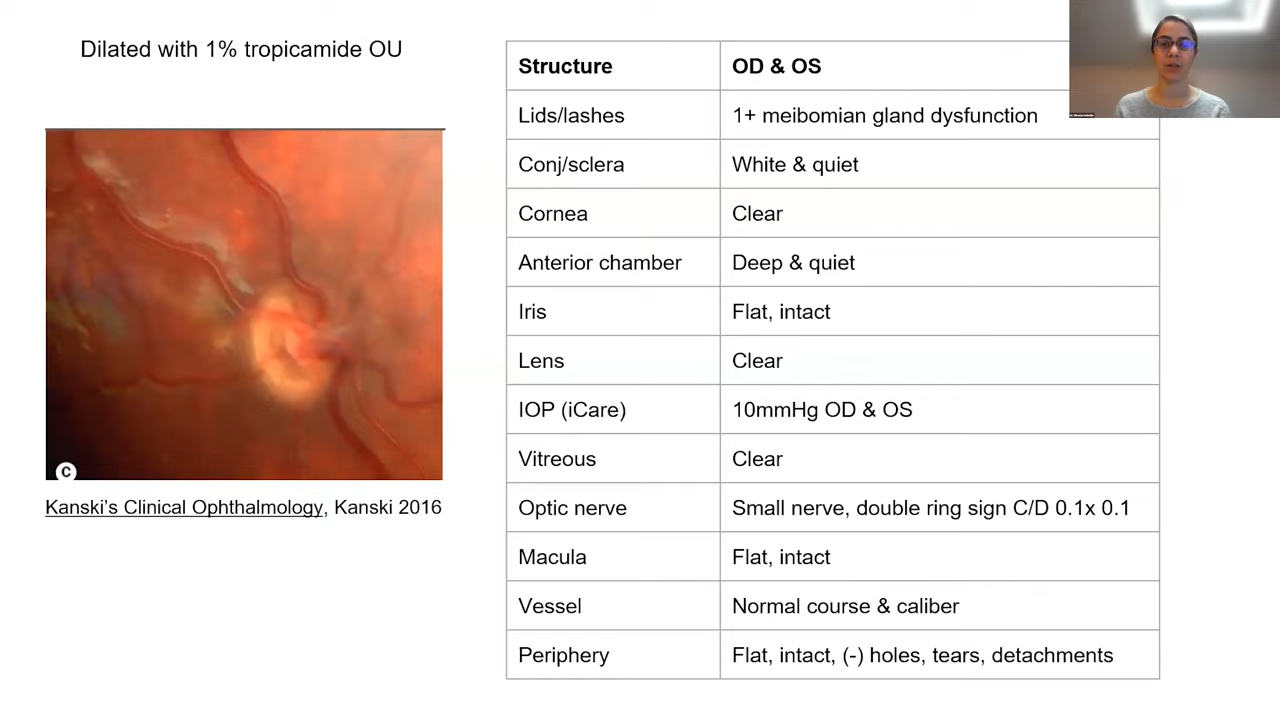 Dilated with 1% tropicamide OU
C
Kanski's Clinical Ophthalmology, Kanski 2016
Structure OD & OS
Lids/lashes 1+ meibomian gland dysfunction
Conj/sclera White & quiet
Cornea Clear
Anterior chamber Deep & quiet
Iris Flat, intact
Lens Clear
IOP (iCare) 10mmHg OD & OS
Vitreous Clear
Optic nerve Small nerve, double ring sign C/D 0.1x 0.1
Macula Flat, intact
Vessel Normal course & caliber
Periphery Flat, intact, (-) holes, tears, detachments